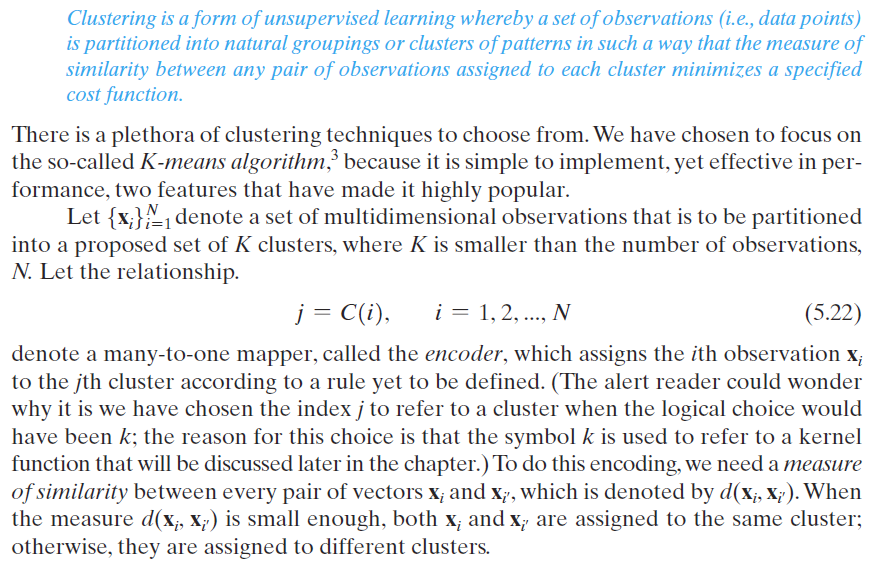 Clustering is a form of unsupervised learning whereby a set of observations (i.e., data points)
is partitioned into natural groupings or clusters of patterns in such a way that the measure of
similarity between any pair of observations assigned to each cluster minimizes a specified
cost function.
There is a plethora of clustering techniques to choose from. We have chosen to focus on
the so-called K-means algorithm,³ because it is simple to implement, yet effective in per-
formance, two features that have made it highly popular.
Let {xᵢ}ᵢ₌₁ᴺ denote a set of multidimensional observations that is to be partitioned
into a proposed set of K clusters, where K is smaller than the number of observations,
N. Let the relationship.
j = C(i), i = 1, 2, ..., N (5.22)
denote a many-to-one mapper, called the encoder, which assigns the ith observation xᵢ
to the jth cluster according to a rule yet to be defined. (The alert reader could wonder
why it is we have chosen the index j to refer to a cluster when the logical choice would
have been k; the reason for this choice is that the symbol k is used to refer to a kernel
function that will be discussed later in the chapter.) To do this encoding, we need a measure
of similarity between every pair of vectors xᵢ and xᵢ′, which is denoted by d(xᵢ, xᵢ′). When
the measure d(xᵢ, xᵢ′) is small enough, both xᵢ and xᵢ′ are assigned to the same cluster;
otherwise, they are assigned to different clusters.